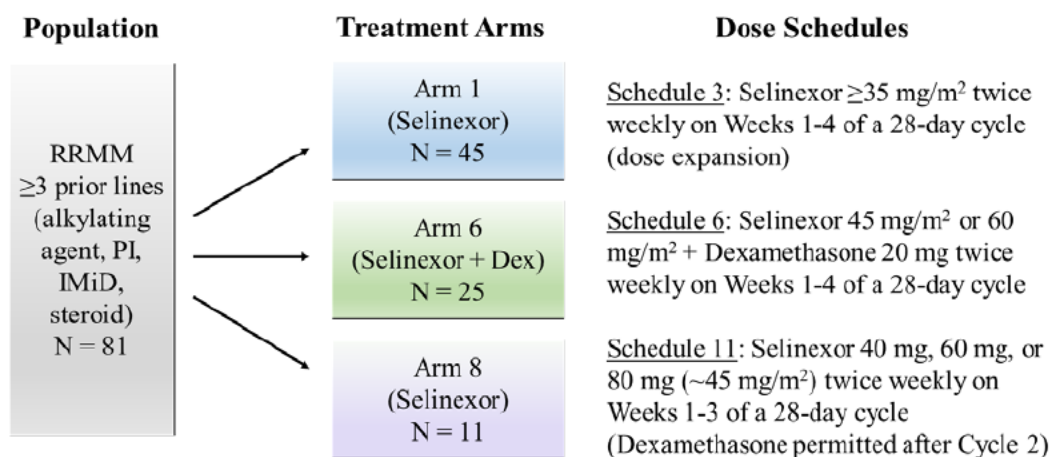 Population
Treatment Arms
Dose Schedules
RRMM
≥3 prior lines
(alkylating
agent, PI,
IMiD,
steroid)
N = 81
Arm 1
(Selinexor)
N = 45
Schedule 3: Selinexor ≥35 mg/m² twice
weekly on Weeks 1-4 of a 28-day cycle
(dose expansion)
Arm 6
(Selinexor + Dex)
N = 25
Schedule 6: Selinexor 45 mg/m² or 60
mg/m² + Dexamethasone 20 mg twice
weekly on Weeks 1-4 of a 28-day cycle
Arm 8
(Selinexor)
N = 11
Schedule 11: Selinexor 40 mg, 60 mg, or
80 mg (~45 mg/m²) twice weekly on
Weeks 1-3 of a 28-day cycle
(Dexamethasone permitted after Cycle 2)